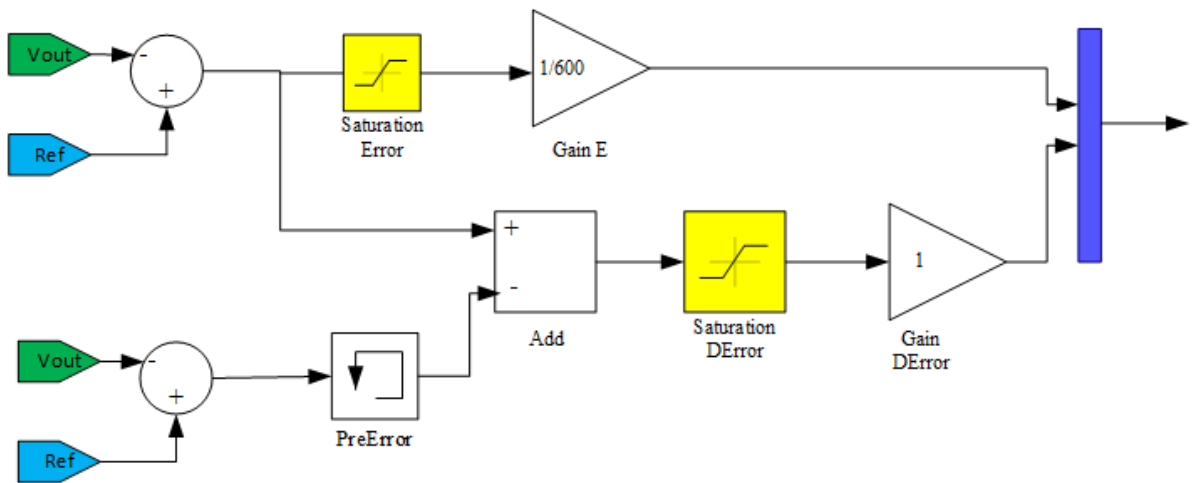 Vout
-
+
Ref
Saturation
Error
1/600
Gain E
+
-
Add
Saturation
DError
1
Gain
DError
Vout
-
+
Ref
PreError